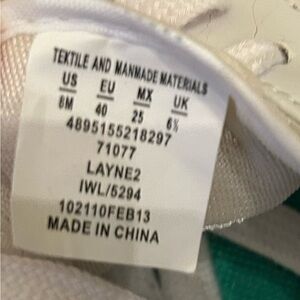 TEXTILE AND MANMADE MATERIALS
US EU MX UK
8M 40 25 6½
4895155218297
71077
LAYNE2
IWL/5294
102110FEB13
MADE IN CHINA